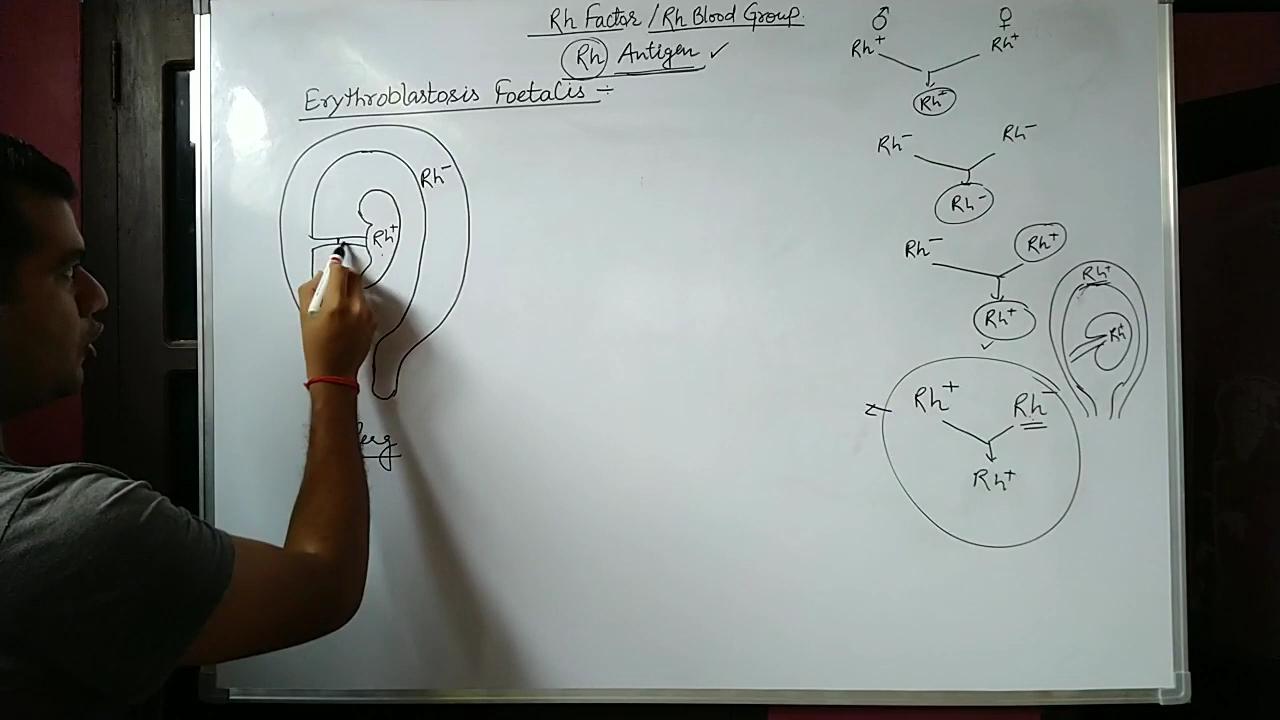 Rh Factor / Rh Blood Group.
Rh Antigen ✓
Erythroblastosis Foetalis ÷
Rh⁻
Rh⁺
♂ ♀
Rh⁺ Rh⁺
Rh⁺
Rh⁻ Rh⁻
Rh⁻
Rh⁻ Rh⁺
Rh⁺ ✓
Rh⁺
Rh⁺
Rh⁺ Rh⁻
Rh⁺